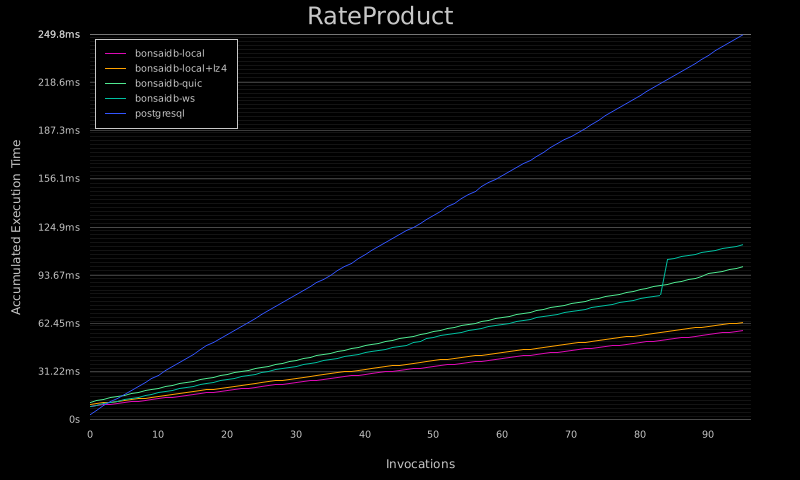 RateProduct
249.8ms
218.6ms
187.3ms
156.1ms
124.9ms
93.67ms
62.45ms
31.22ms
0s
Accumulated Execution Time
bonsaidb-local
bonsaidb-local+lz4
bonsaidb-quic
bonsaidb-ws
postgresql
0 10 20 30 40 50 60 70 80 90
Invocations